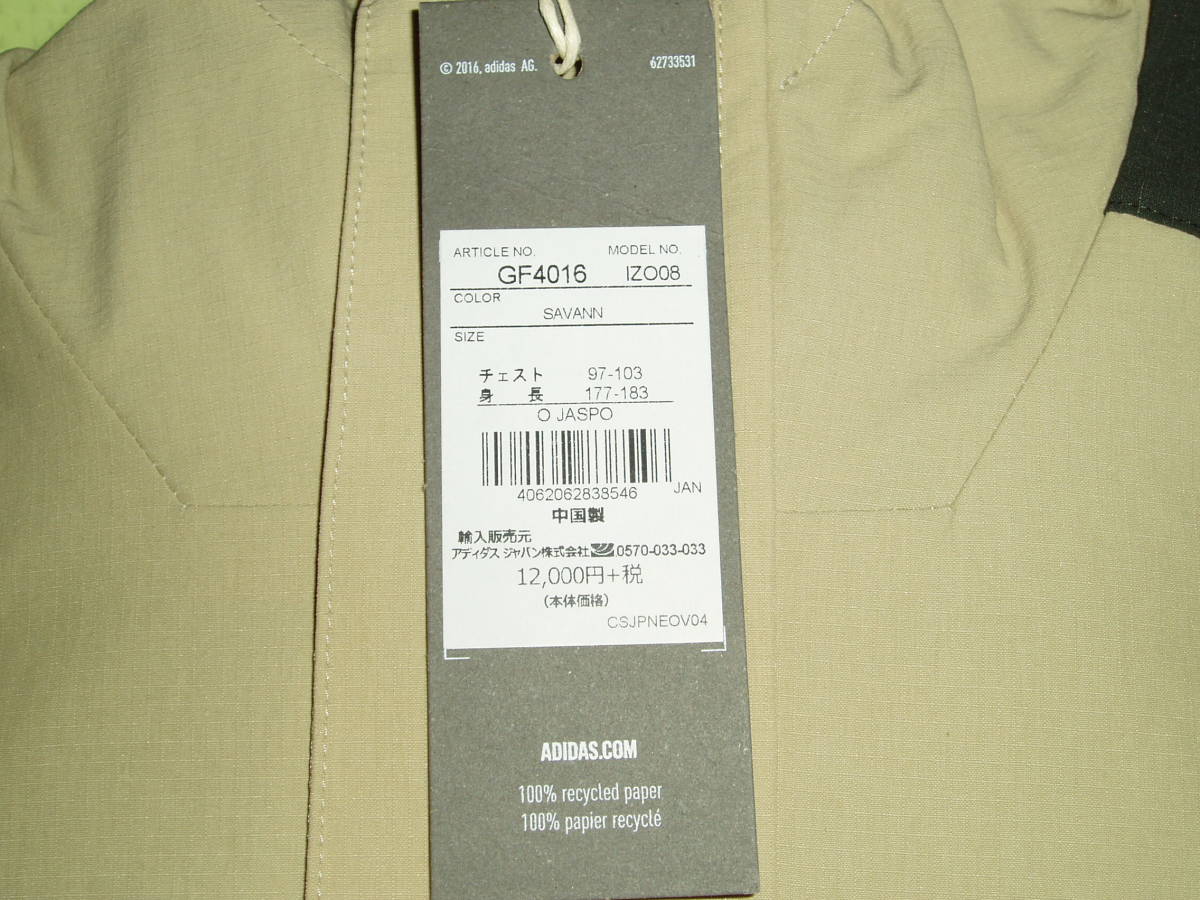 © 2016, adidas AG. 62733531
ARTICLE NO. MODEL NO.
GF4016 IZO08
COLOR
SAVANN
SIZE
チェスト 97-103
身 長 177-183
O JASPO
4062062838546 JAN
中国製
輸入販売元
アディダス ジャパン株式会社 0570-033-033
12,000円+税
(本体価格)
CSJPNEOV04
ADIDAS.COM
100% recycled paper
100% papier recyclé